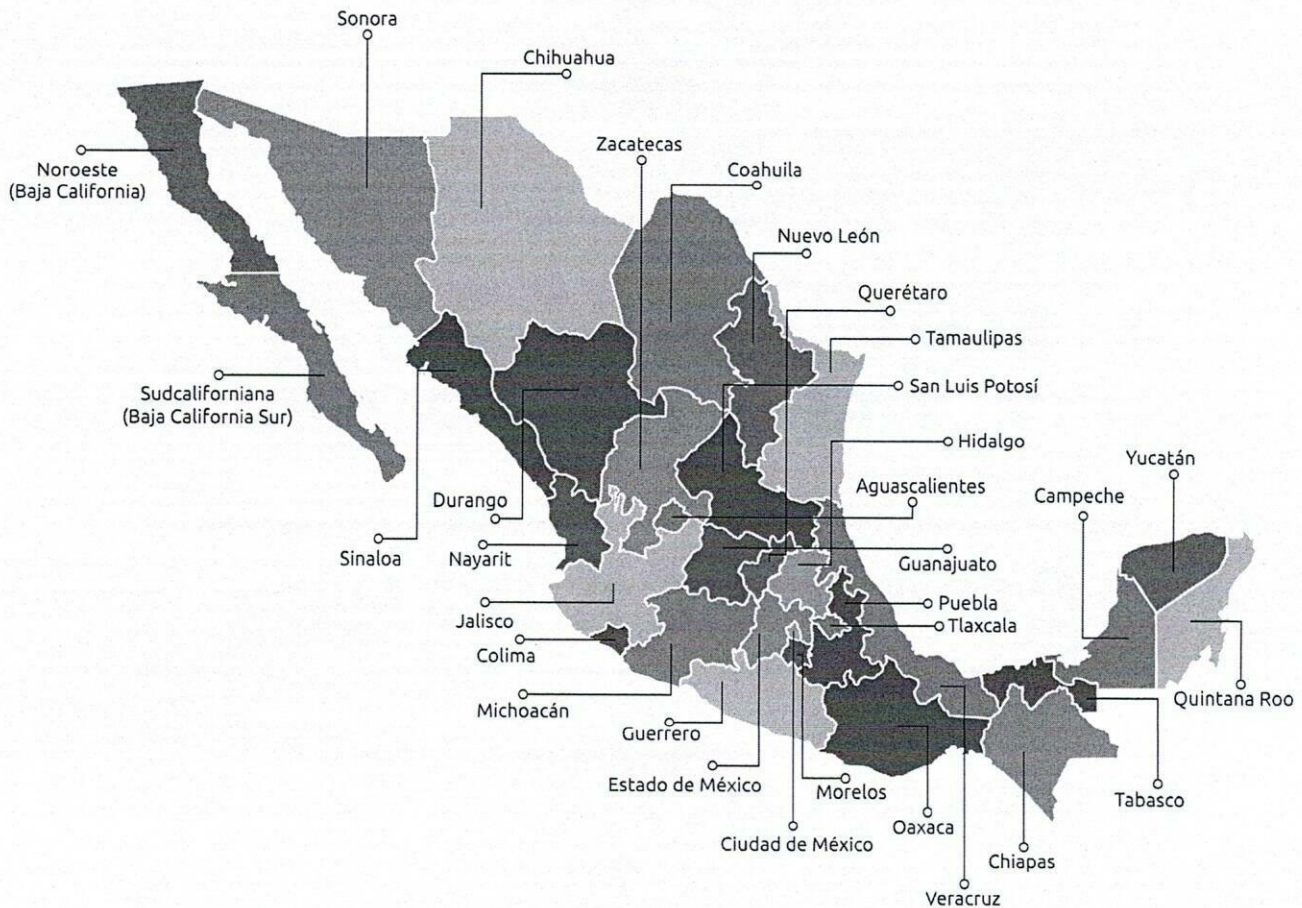 Sonora
Chihuahua
Zacatecas
Coahuila
Noroeste
(Baja California)
Nuevo León
Querétaro
Tamaulipas
San Luis Potosí
Sudcaliforniana
(Baja California Sur)
Hidalgo
Yucatán
Aguascalientes
Campeche
Durango
Sinaloa
Nayarit
Guanajuato
Puebla
Jalisco
Tlaxcala
Colima
Quintana Roo
Michoacán
Guerrero
Estado de México
Morelos
Tabasco
Oaxaca
Ciudad de México
Chiapas
Veracruz